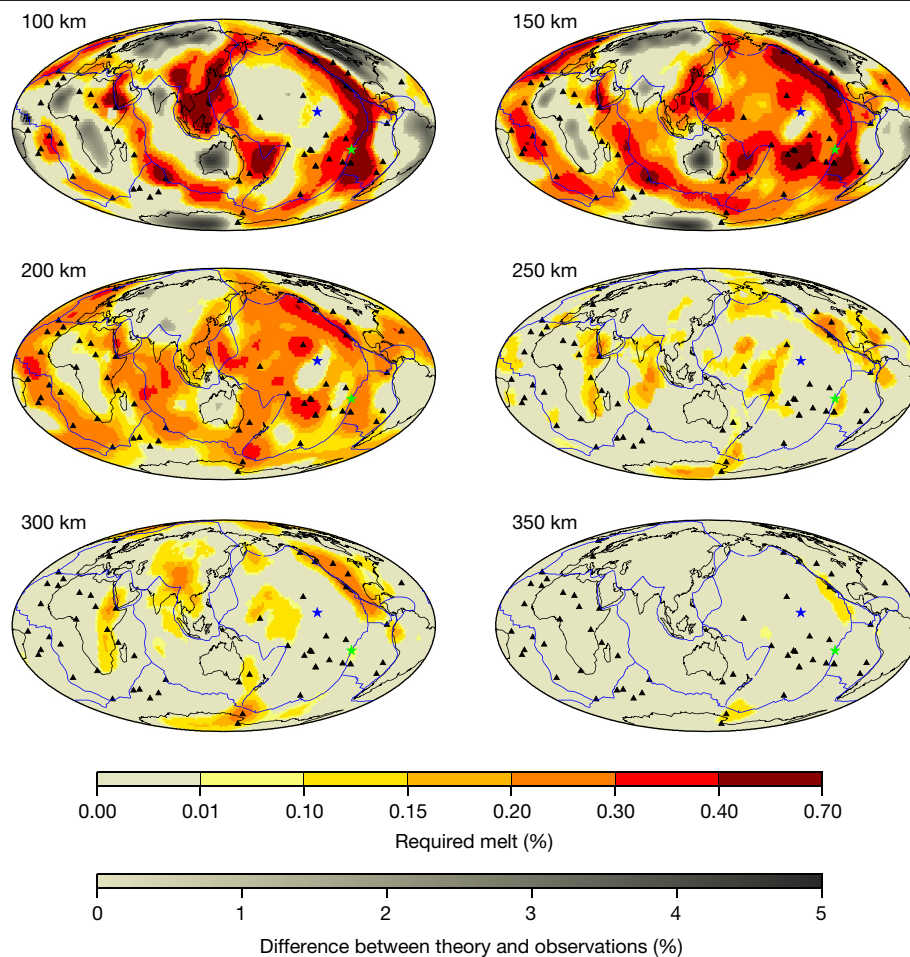 100 km
150 km
200 km
250 km
300 km
350 km
0.00 0.01 0.10 0.15 0.20 0.30 0.40 0.70
Required melt (%)
0 1 2 3 4 5
Difference between theory and observations (%)